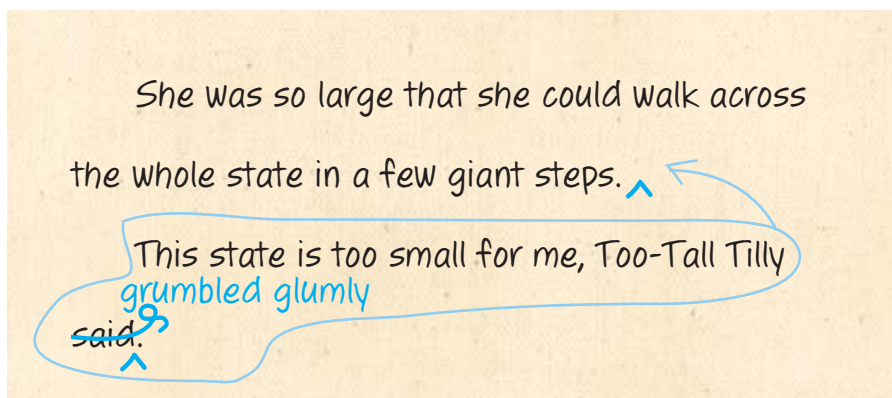 She was so large that she could walk across
the whole state in a few giant steps.
This state is too small for me, Too-Tall Tilly
grumbled glumly
said.